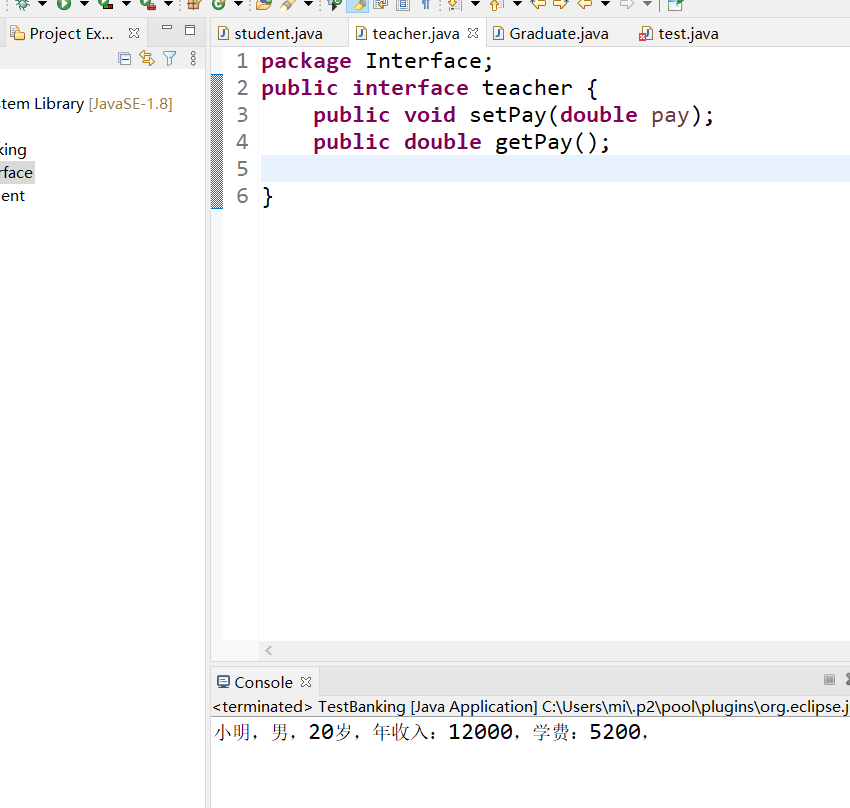 Project Ex...
student.java
teacher.java
Graduate.java
test.java
stem Library [JavaSE-1.8]
king
rface
ent
1 package Interface;
2 public interface teacher {
3 public void setPay(double pay);
4 public double getPay();
5
6 }
Console
<terminated> TestBanking [Java Application] C:\Users\mi\.p2\pool\plugins\org.eclipse.j
小明，男，20岁，年收入：12000，学费：5200，